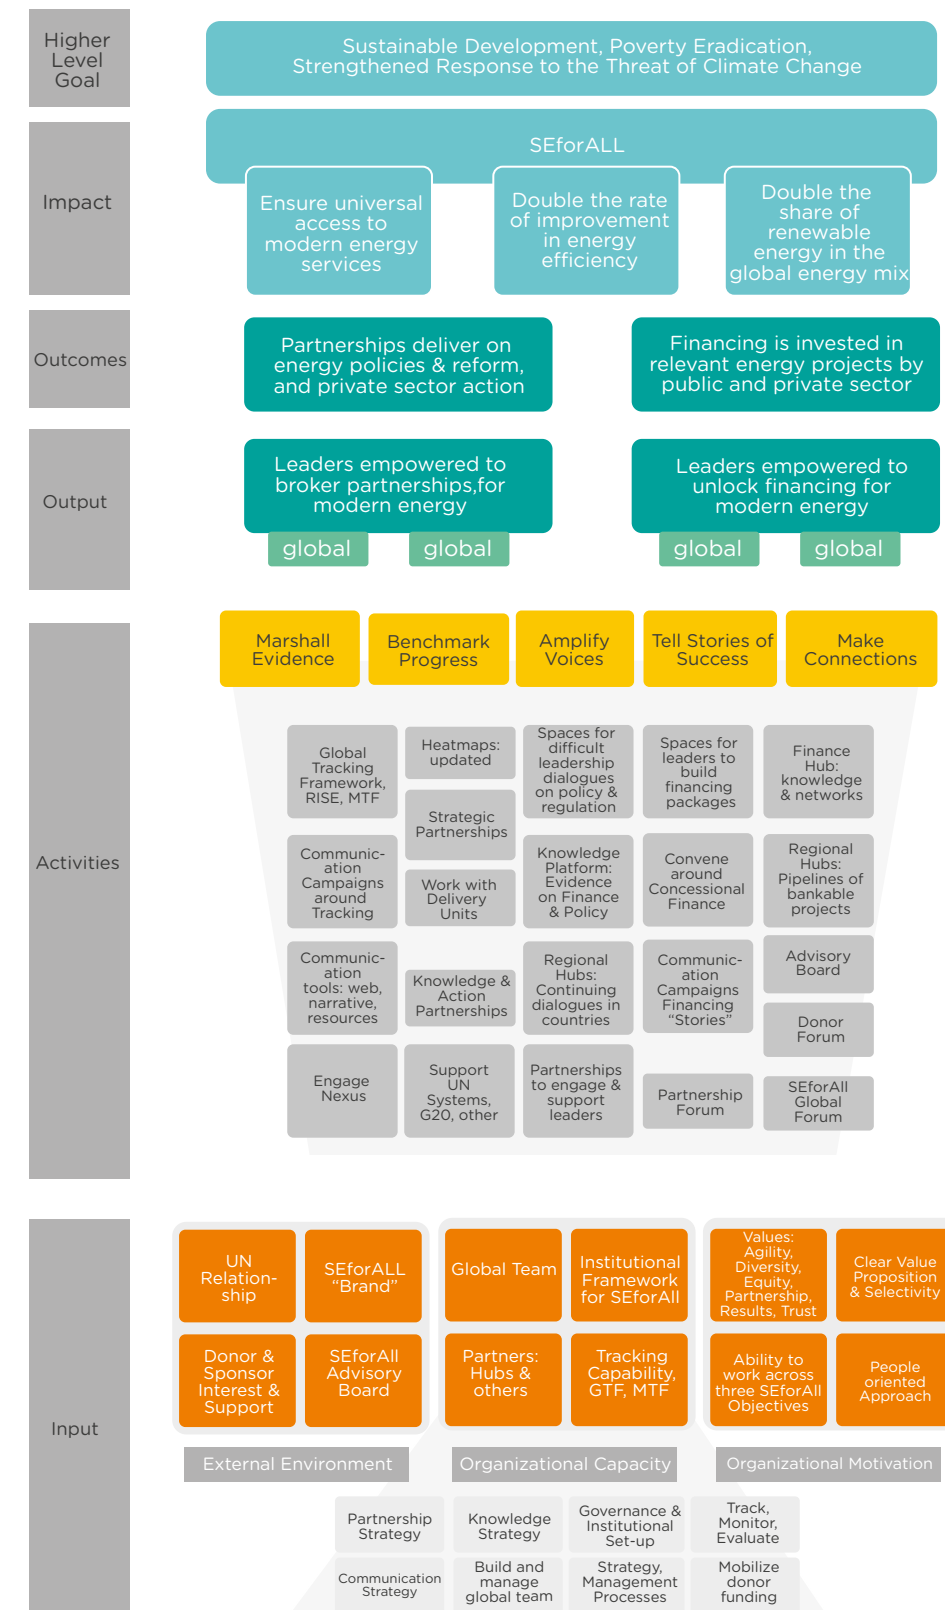 Higher
Level
Goal
Sustainable Development, Poverty Eradication,
Strengthened Response to the Threat of Climate Change
Impact
SEforALL
Ensure universal
access to
modern energy
services
Double the rate
of improvement
in energy
efficiency
Double the
share of
renewable
energy in the
global energy mix
Outcomes
Partnerships deliver on
energy policies & reform,
and private sector action
Financing is invested in
relevant energy projects by
public and private sector
Output
Leaders empowered to
broker partnerships,for
modern energy
global
global
Leaders empowered to
unlock financing for
modern energy
global
global
Activities
Marshall
Evidence
Benchmark
Progress
Amplify
Voices
Tell Stories of
Success
Make
Connections
Global
Tracking
Framework,
RISE, MTF
Communic-
ation
Campaigns
around
Tracking
Communic-
ation
tools: web,
narrative,
resources
Engage
Nexus
Heatmaps:
updated
Strategic
Partnerships
Work with
Delivery
Units
Knowledge &
Action
Partnerships
Support
UN
Systems,
G20, other
Spaces for
difficult
leadership
dialogues
on policy &
regulation
Knowledge
Platform:
Evidence
on Finance
& Policy
Regional
Hubs:
Continuing
dialogues in
countries
Partnerships
to engage &
support
leaders
Spaces for
leaders to
build
financing
packages
Convene
around
Concessional
Finance
Communic-
ation
Campaigns
Financing
“Stories”
Partnership
Forum
Finance
Hub:
knowledge
& networks
Regional
Hubs:
Pipelines of
bankable
projects
Advisory
Board
Donor
Forum
SEforAll
Global
Forum
Input
UN
Relation-
ship
SEforALL
“Brand”
Donor &
Sponsor
Interest &
Support
SEforAll
Advisory
Board
External Environment
Global Team
Institutional
Framework
for SEforAll
Partners:
Hubs &
others
Tracking
Capability,
GTF, MTF
Organizational Capacity
Values:
Agility,
Diversity,
Equity,
Partnership,
Results, Trust
Clear Value
Proposition
& Selectivity
Ability to
work across
three SEforAll
Objectives
People
oriented
Approach
Organizational Motivation
Partnership
Strategy
Knowledge
Strategy
Governance &
Institutional
Set-up
Track,
Monitor,
Evaluate
Communication
Strategy
Build and
manage
global team
Strategy,
Management
Processes
Mobilize
donor
funding